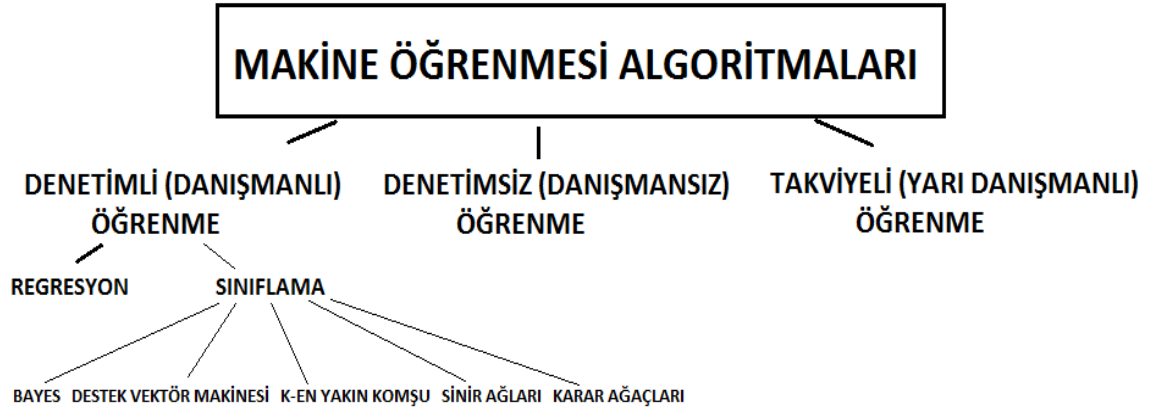 MAKİNE ÖĞRENMESİ ALGORİTMALARI
DENETİMLİ (DANIŞMANLI)
ÖĞRENME
DENETİMSİZ (DANIŞMANSIZ)
ÖĞRENME
TAKVİYELİ (YARI DANIŞMANLI)
ÖĞRENME
REGRESYON
SINIFLAMA
BAYES
DESTEK VEKTÖR MAKİNESİ
K-EN YAKIN KOMŞU
SİNİR AĞLARI
KARAR AĞAÇLARI